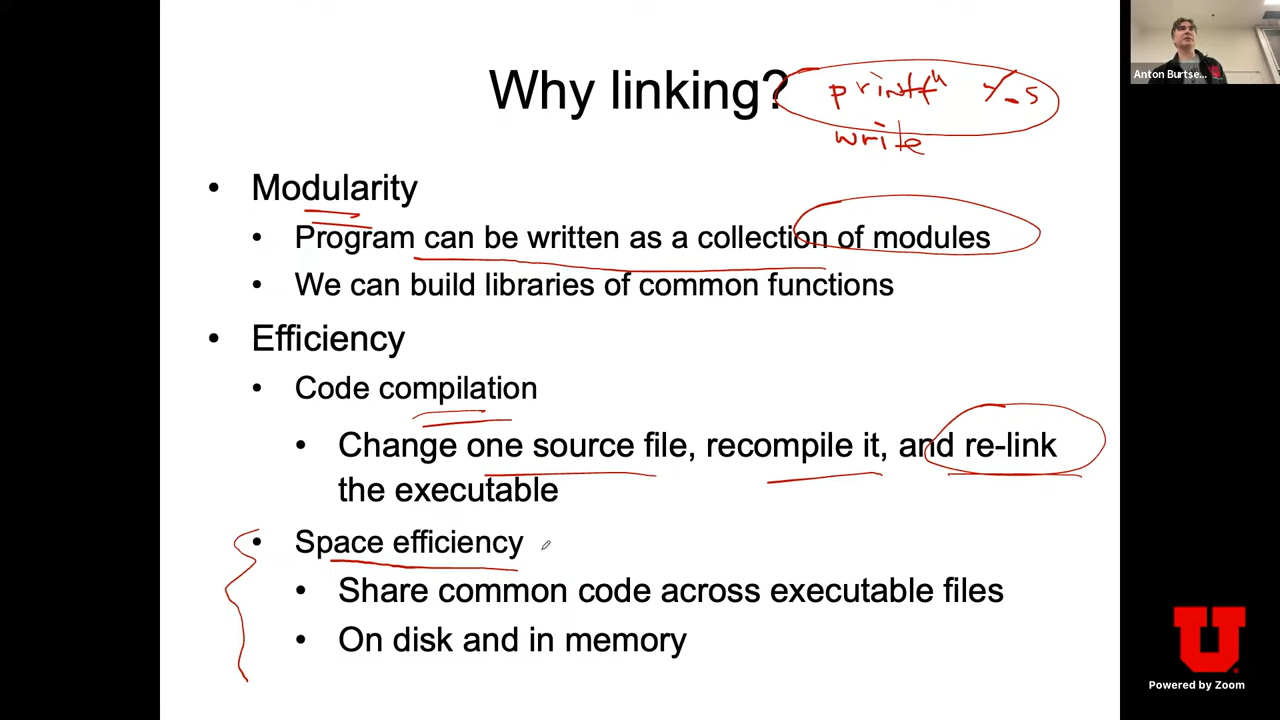 Why linking?
printf" %s
write
• Modularity
• Program can be written as a collection of modules
• We can build libraries of common functions
• Efficiency
• Code compilation
• Change one source file, recompile it, and re-link
the executable
• Space efficiency
• Share common code across executable files
• On disk and in memory
Anton Burtse...
U
Powered by Zoom